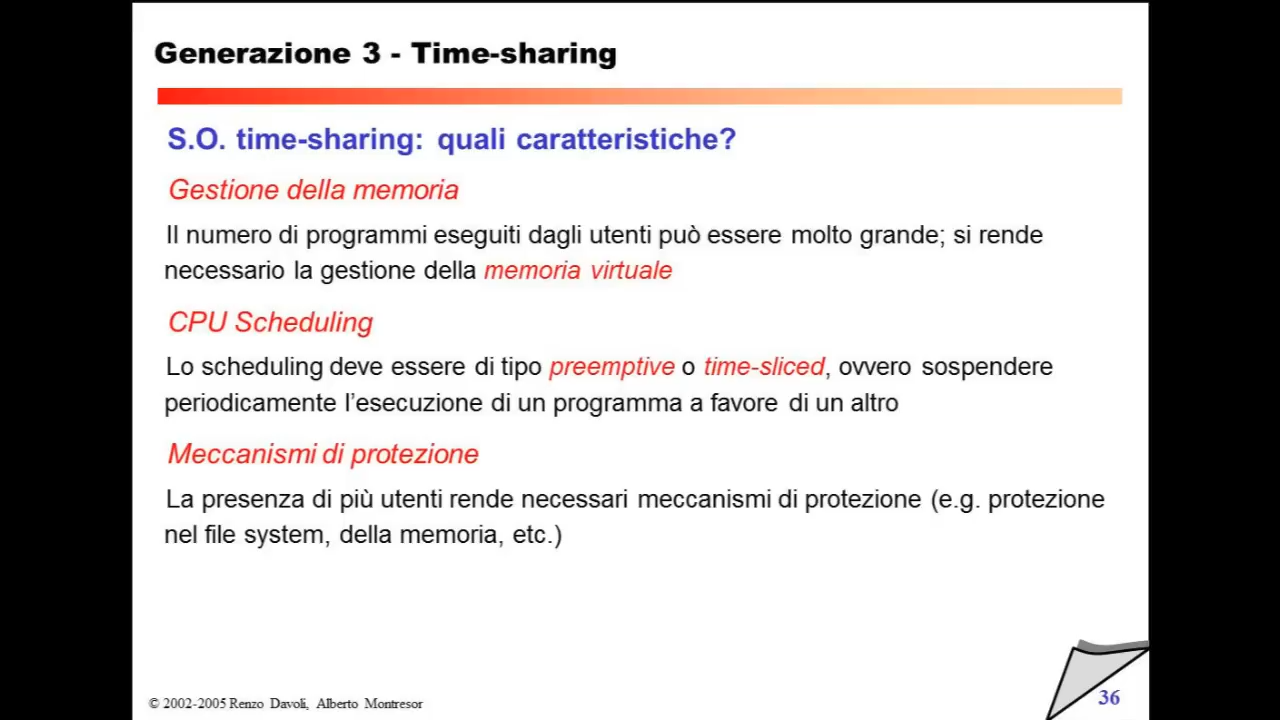 Generazione 3 - Time-sharing
S.O. time-sharing: quali caratteristiche?
Gestione della memoria
Il numero di programmi eseguiti dagli utenti può essere molto grande; si rende
necessario la gestione della memoria virtuale
CPU Scheduling
Lo scheduling deve essere di tipo preemptive o time-sliced, ovvero sospendere
periodicamente l’esecuzione di un programma a favore di un altro
Meccanismi di protezione
La presenza di più utenti rende necessari meccanismi di protezione (e.g. protezione
nel file system, della memoria, etc.)
© 2002-2005 Renzo Davoli, Alberto Montresor
36